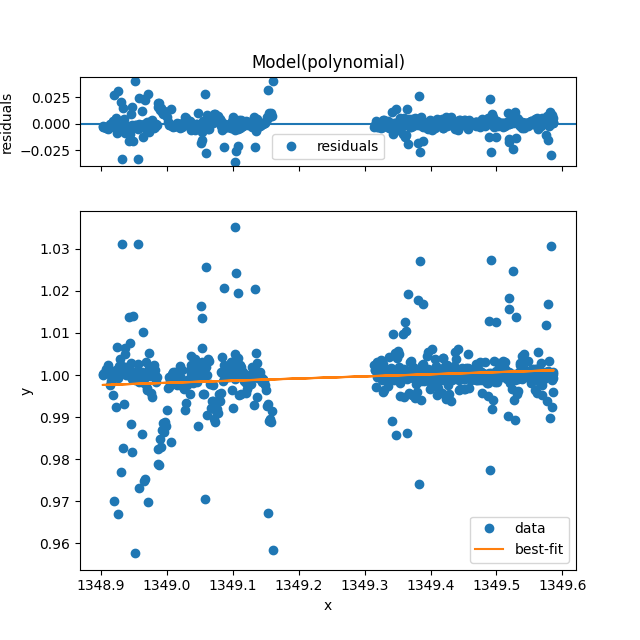 Model(polynomial)
residuals
0.025
0.000
−0.025
residuals
y
1.03
1.02
1.01
1.00
0.99
0.98
0.97
0.96
data
best-fit
1348.9 1349.0 1349.1 1349.2 1349.3 1349.4 1349.5 1349.6
x